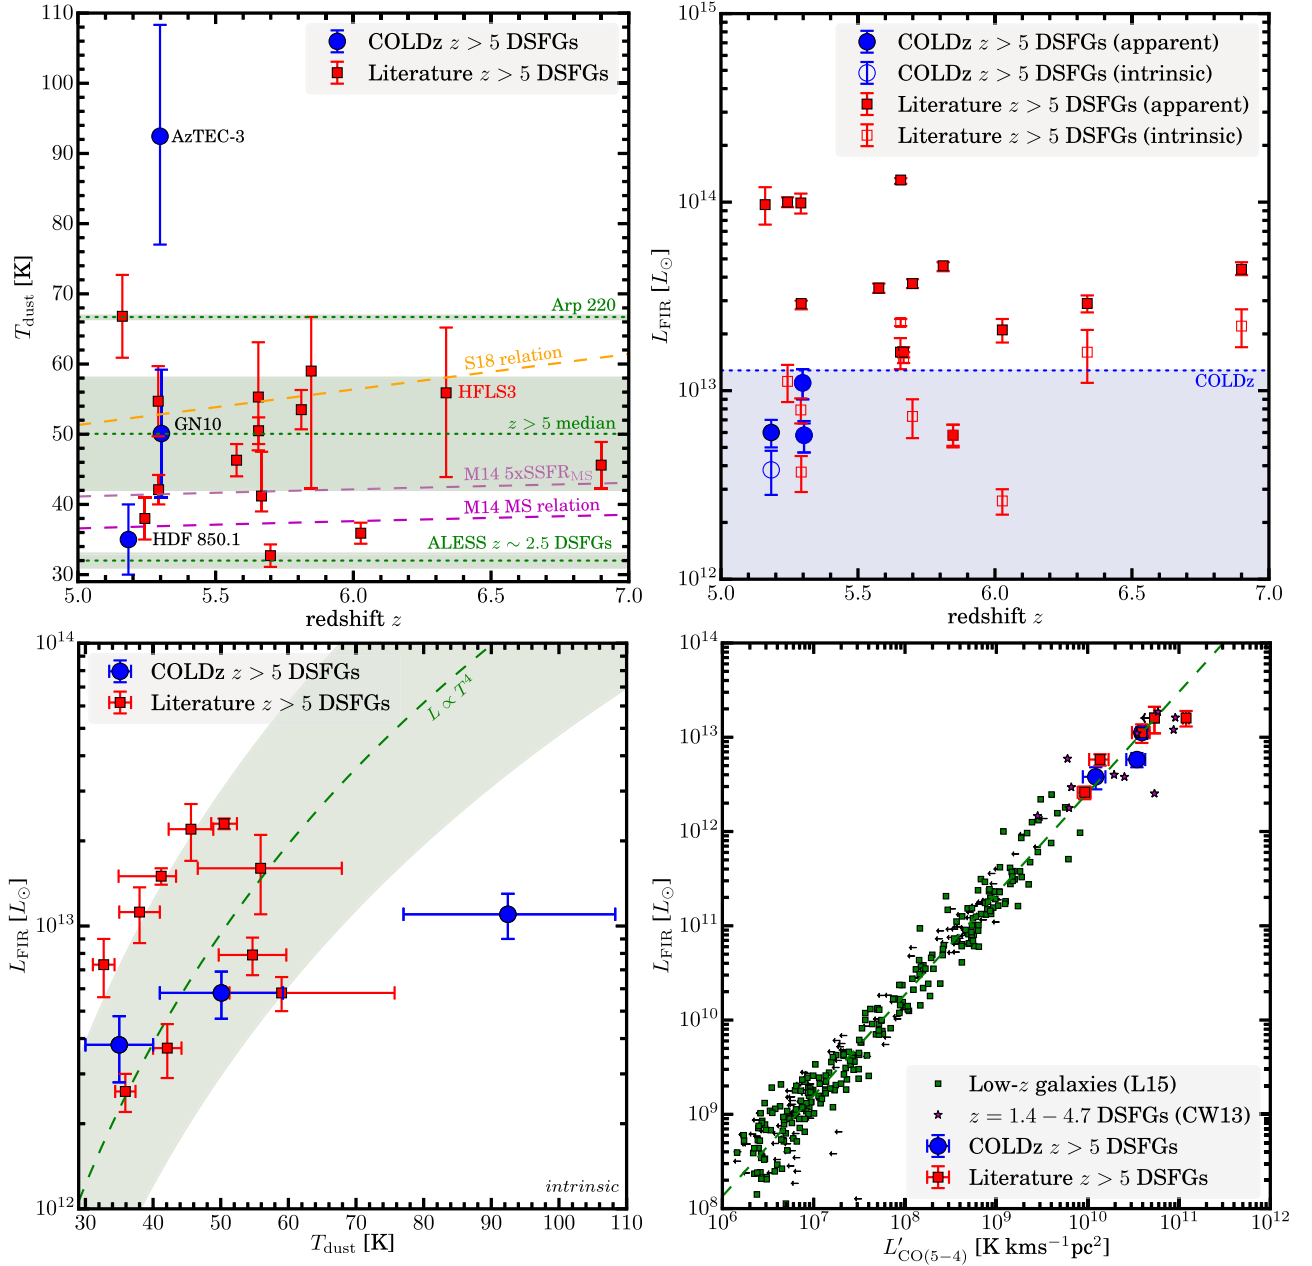 110
100
90
80
70
60
50
40
30
T_dust [K]
COLDz z > 5 DSFGs
Literature z > 5 DSFGs
AzTEC-3
Arp 220
S18 relation
HFLS3
GN10
z > 5 median
M14 5xSSFR_MS
M14 MS relation
HDF 850.1
ALESS z ∼ 2.5 DSFGs
5.0 5.5 6.0 6.5 7.0
redshift z
10^15
10^14
10^13
10^12
L_FIR [L_⊙]
COLDz z > 5 DSFGs (apparent)
COLDz z > 5 DSFGs (intrinsic)
Literature z > 5 DSFGs (apparent)
Literature z > 5 DSFGs (intrinsic)
COLDz
5.0 5.5 6.0 6.5 7.0
redshift z
10^14
10^13
10^12
L_FIR [L_⊙]
COLDz z > 5 DSFGs
Literature z > 5 DSFGs
L ∝ T^4
intrinsic
30 40 50 60 70 80 90 100 110
T_dust [K]
10^14
10^13
10^12
10^11
10^10
10^9
10^8
L_FIR [L_⊙]
Low-z galaxies (L15)
z = 1.4 − 4.7 DSFGs (CW13)
COLDz z > 5 DSFGs
Literature z > 5 DSFGs
10^6 10^7 10^8 10^9 10^10 10^11 10^12
L′_CO(5−4) [K kms^−1pc^2]